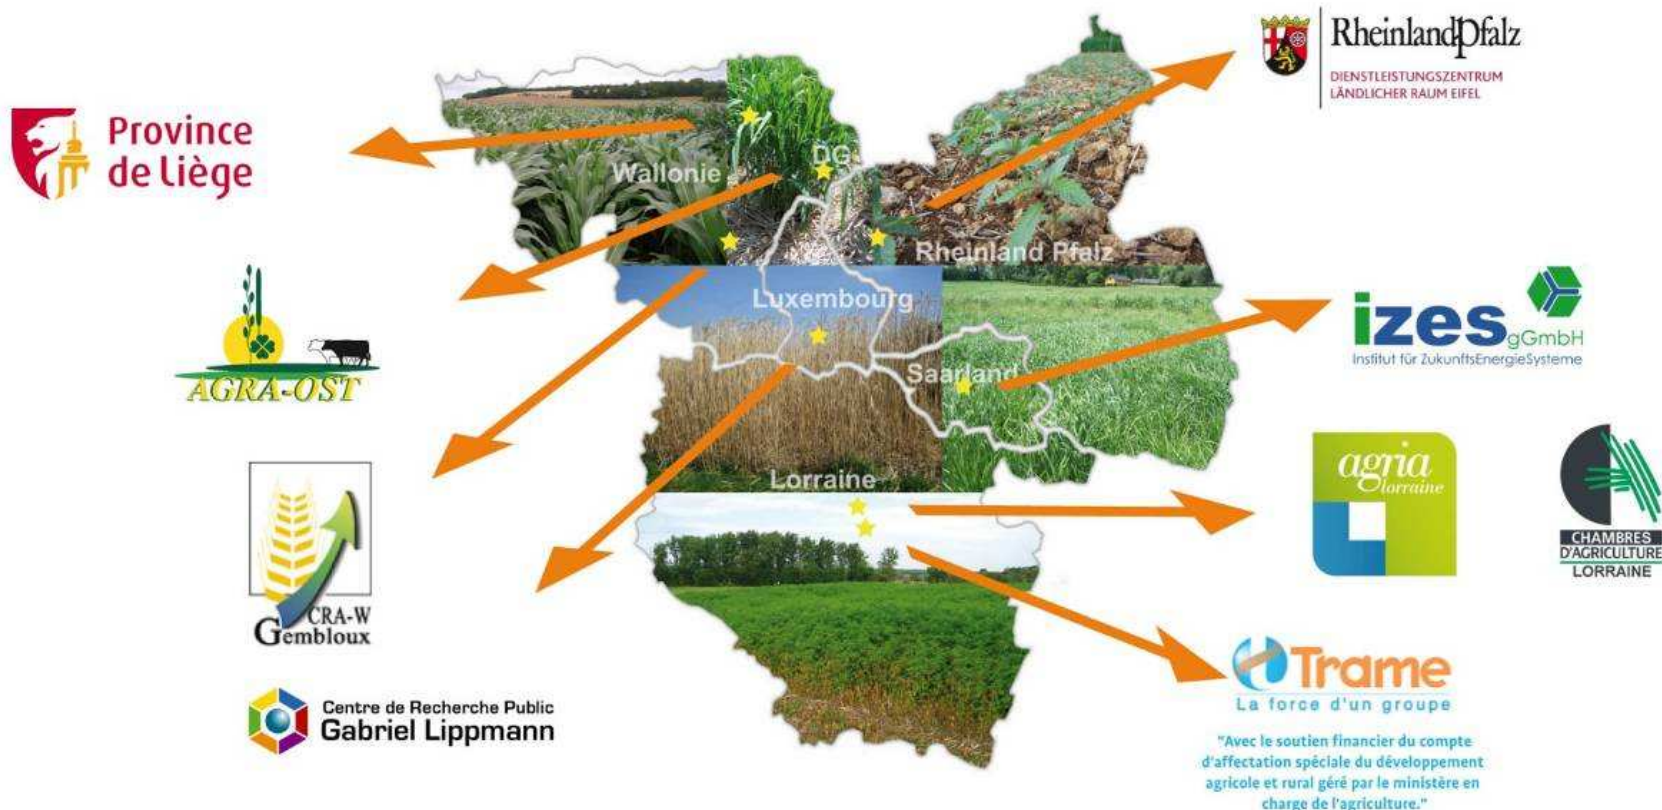 Province
de Liège
AGRA-OST
CRA-W
Gembloux
Centre de Recherche Public
Gabriel Lippmann
Wallonie
DG
Rheinland Pfalz
Luxembourg
Saarland
Lorraine
RheinlandPfalz
DIENSTLEISTUNGSZENTRUM
LÄNDLICHER RAUM EIFEL
izes gGmbH
Institut für ZukunftsEnergieSysteme
agria
lorraine
CHAMBRES
D'AGRICULTURE
LORRAINE
Trame
La force d'un groupe
"Avec le soutien financier du compte
d'affectation spéciale du développement
agricole et rural géré par le ministère en
charge de l'agriculture."